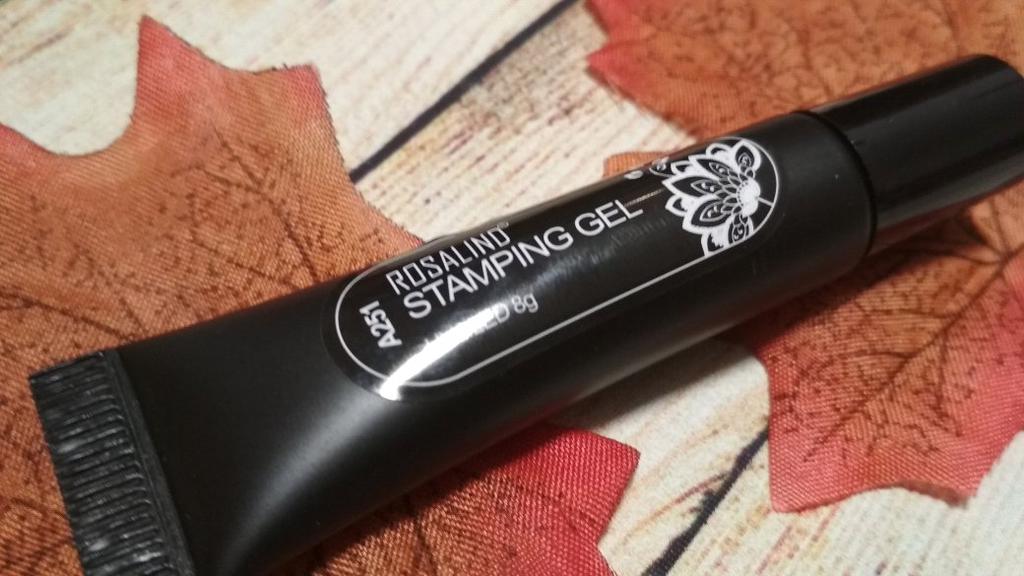 ROSALIND
STAMPING GEL
A251
8g